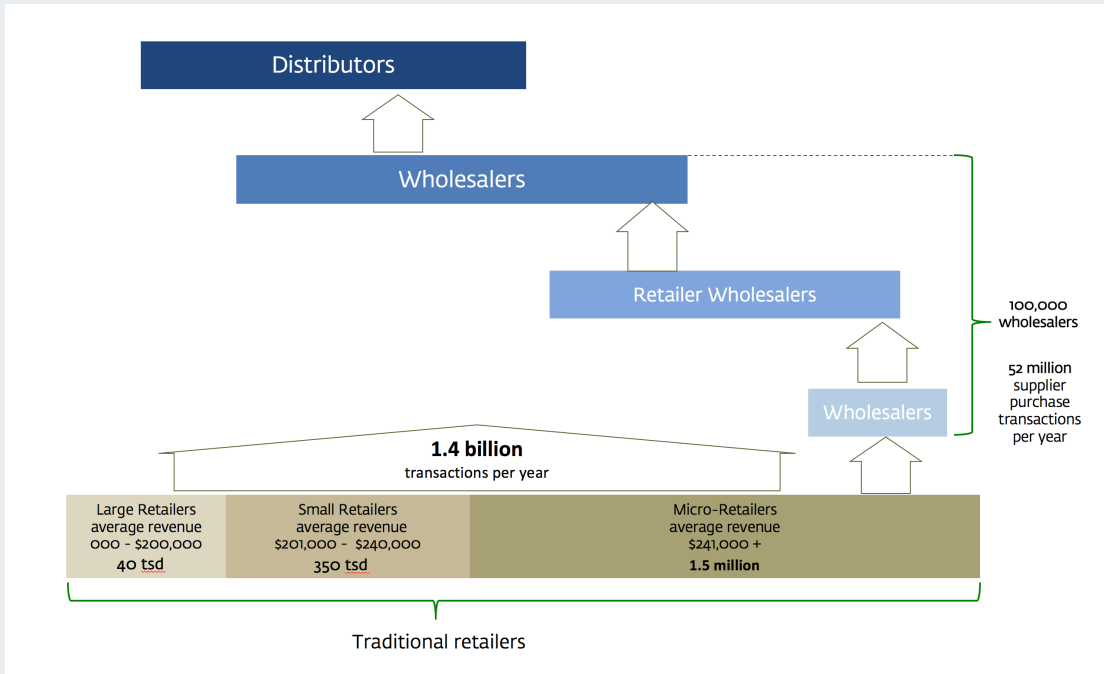 Distributors
Wholesalers
Retailer Wholesalers
100,000
wholesalers
52 million
supplier
purchase
transactions
per year
Wholesalers
1.4 billion
transactions per year
Large Retailers
average revenue
000 - $200,000
40 tsd
Small Retailers
average revenue
$201,000 - $240,000
350 tsd
Micro-Retailers
average revenue
$241,000 +
1.5 million
Traditional retailers